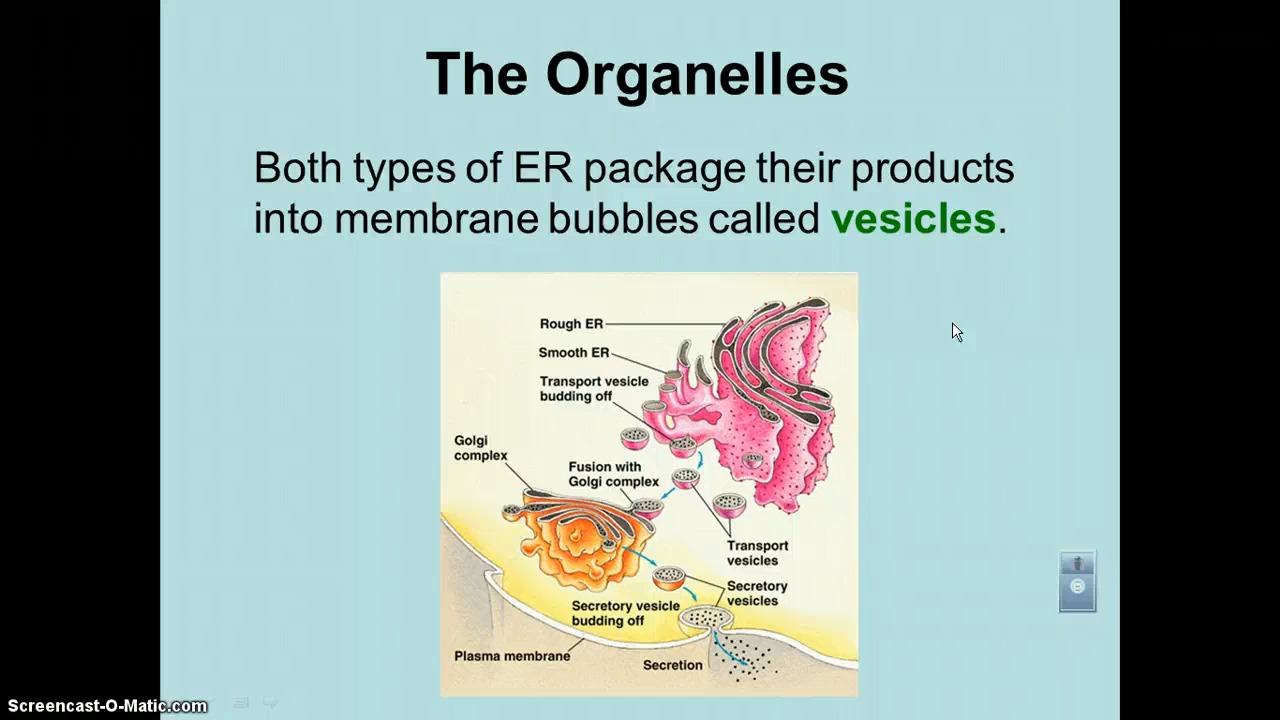 The Organelles
Both types of ER package their products
into membrane bubbles called vesicles.
Rough ER
Smooth ER
Transport vesicle
budding off
Golgi
complex
Fusion with
Golgi complex
Transport
vesicles
Secretory
vesicles
Secretory vesicle
budding off
Plasma membrane
Secretion
Screencast-O-Matic.com